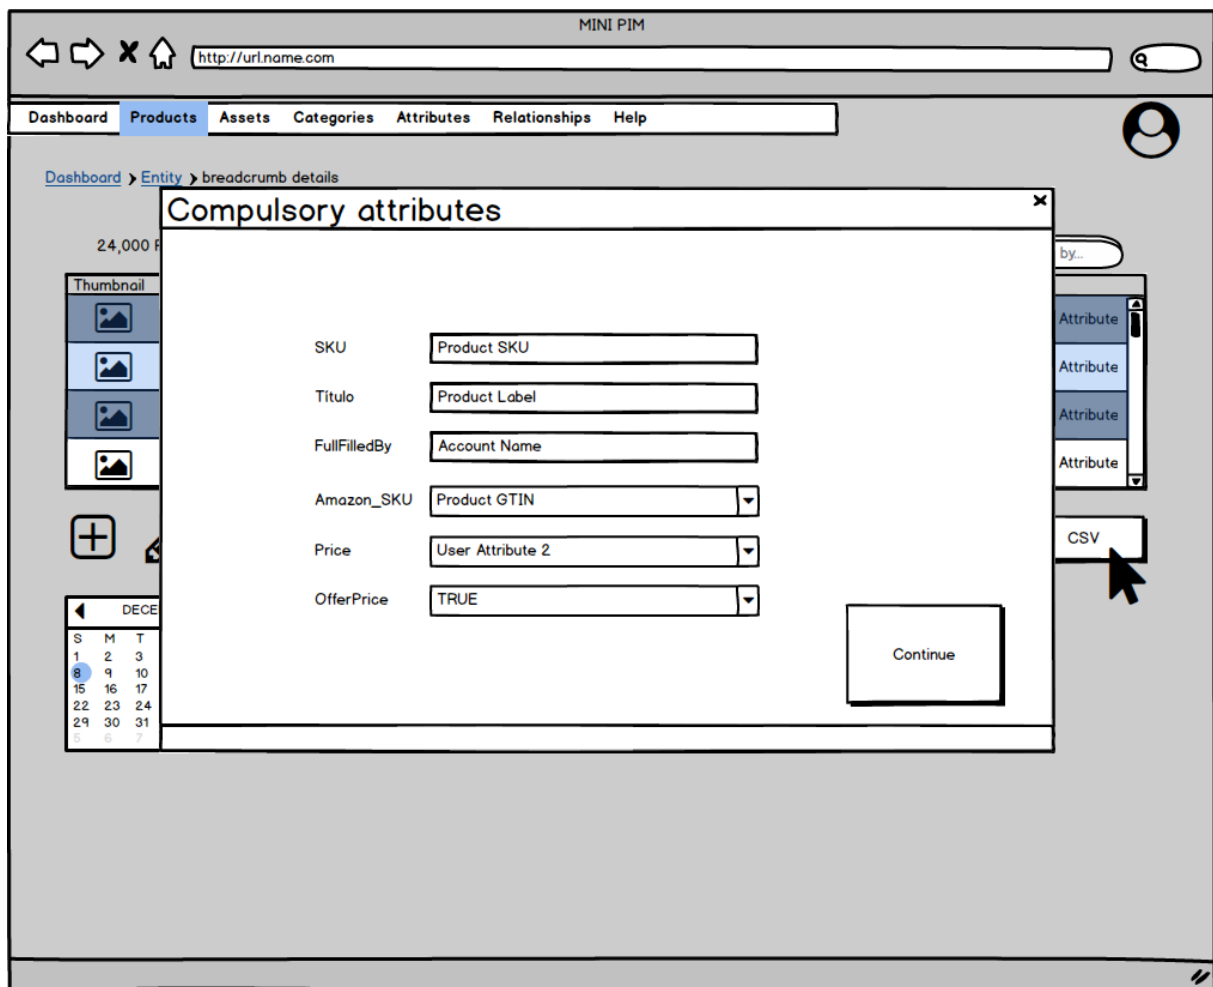 MINI PIM
http://url.name.com
Dashboard Products Assets Categories Attributes Relationships Help
Dashboard Entity breadcrumb details
Compulsory attributes
24,000
by...
Thumbnail
Attribute
SKU Product SKU
Attribute
Título Product Label
Attribute
FullFilledBy Account Name
Attribute
Amazon_SKU Product GTIN
CSV
Price User Attribute 2
OfferPrice TRUE
DECE
S M T
1 2 3
Continue
8 9 10
15 16 17
22 23 24
29 30 31
5 6 7